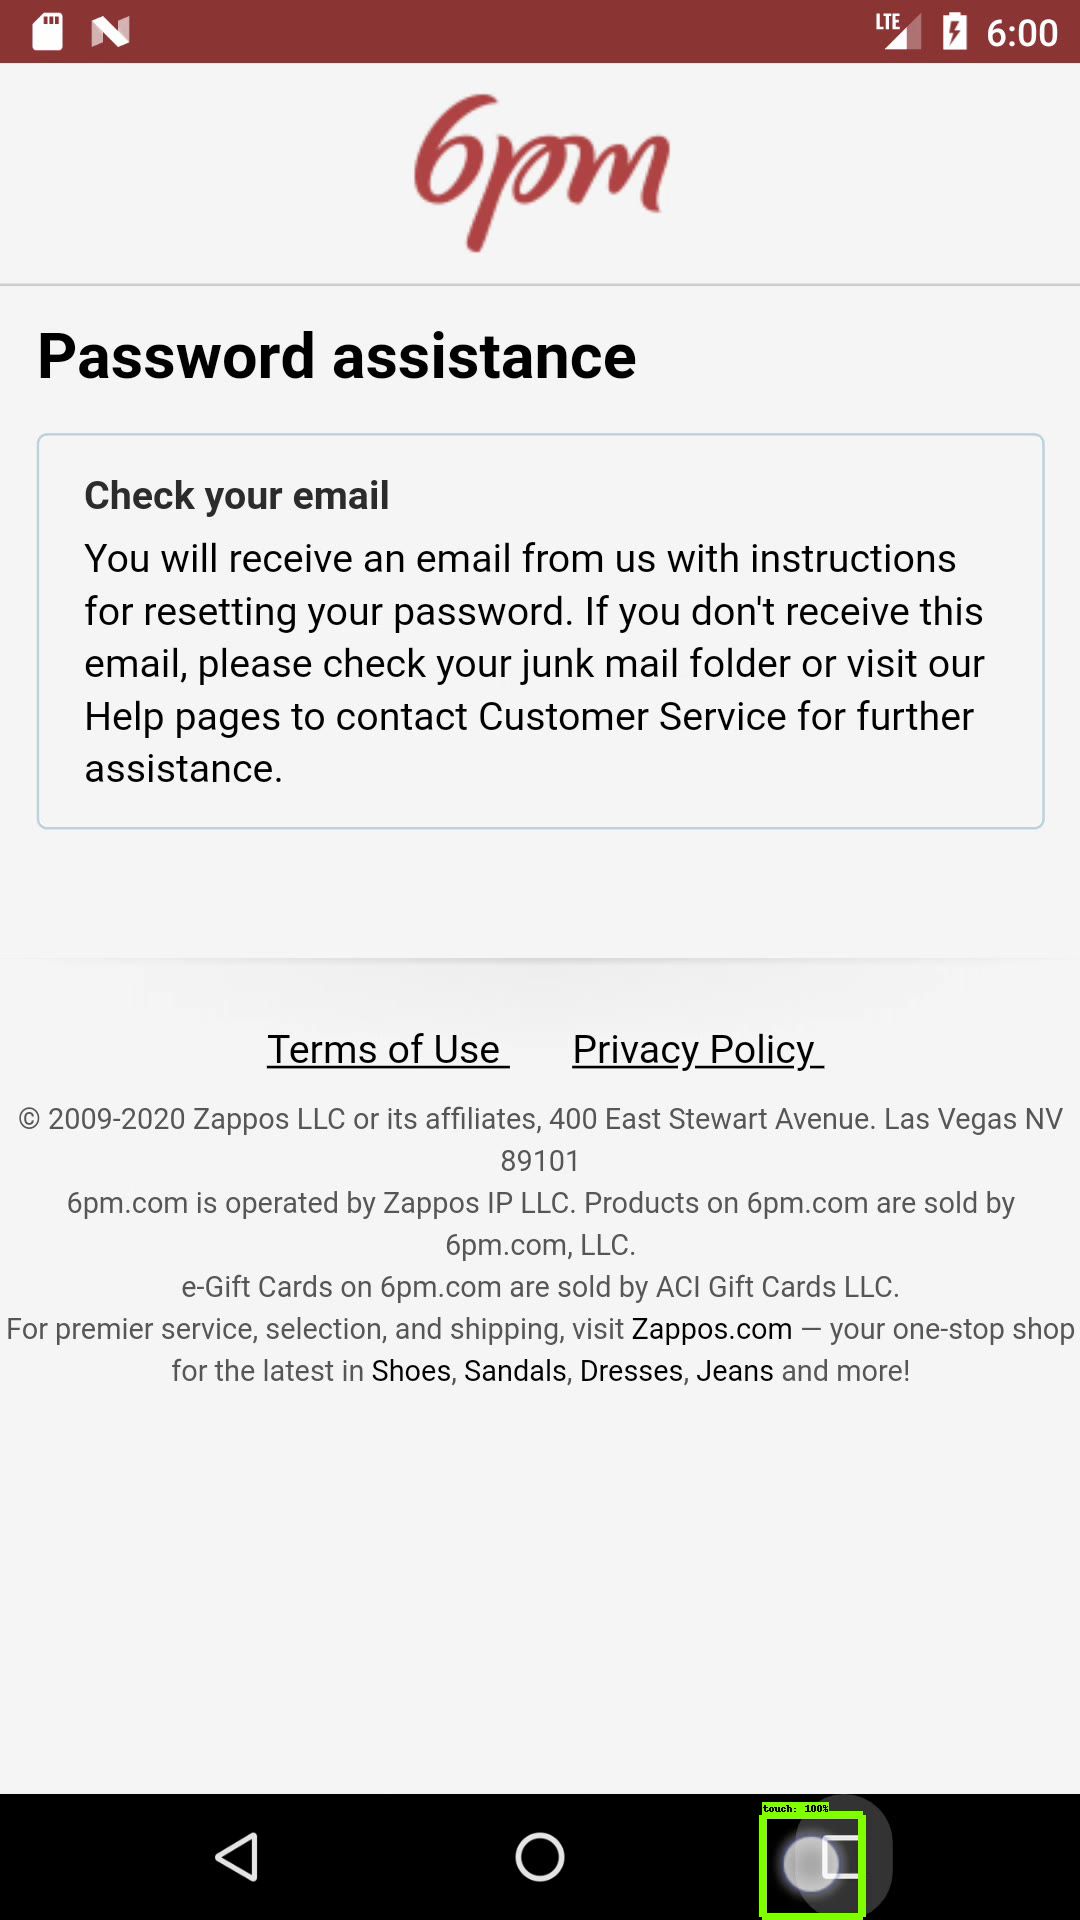 LTE 6:00
6pm
Password assistance
Check your email
You will receive an email from us with instructions
for resetting your password. If you don't receive this
email, please check your junk mail folder or visit our
Help pages to contact Customer Service for further
assistance.
Terms of Use Privacy Policy
© 2009-2020 Zappos LLC or its affiliates, 400 East Stewart Avenue. Las Vegas NV
89101
6pm.com is operated by Zappos IP LLC. Products on 6pm.com are sold by
6pm.com, LLC.
e-Gift Cards on 6pm.com are sold by ACI Gift Cards LLC.
For premier service, selection, and shipping, visit Zappos.com — your one-stop shop
for the latest in Shoes, Sandals, Dresses, Jeans and more!
touch: 100%